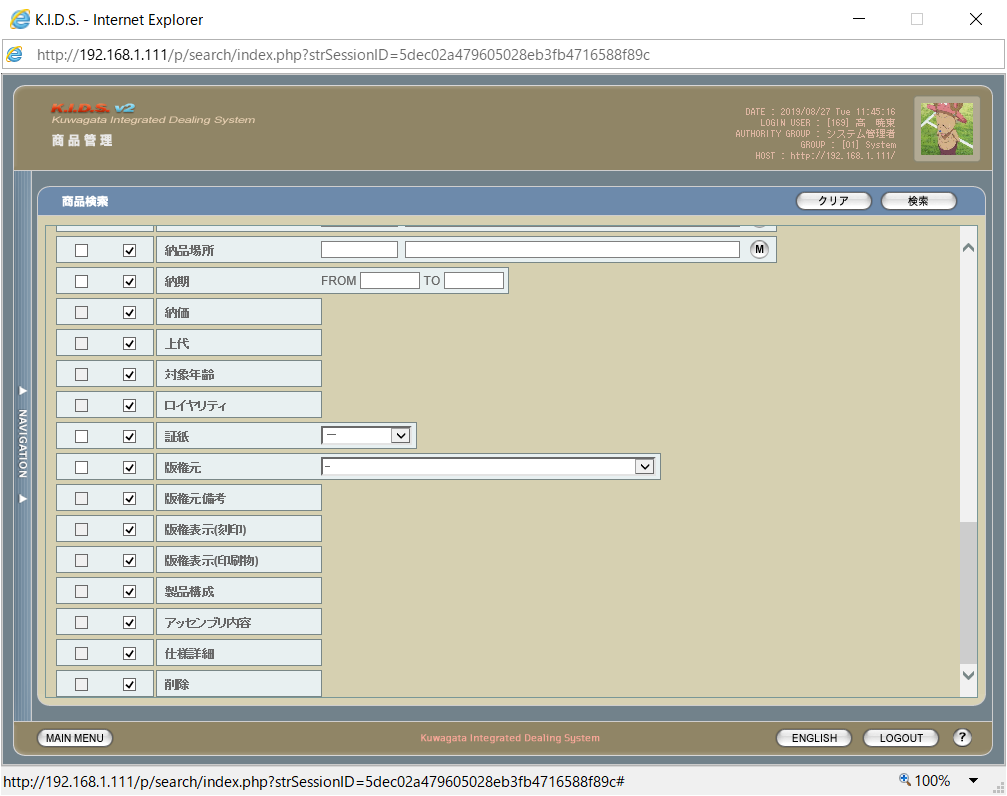 K.I.D.S. - Internet Explorer
http://192.168.1.111/p/search/index.php?strSessionID=5dec02a479605028eb3fb4716588f89c
K.I.D.S. v2
Kuwagata Integrated Dealing System
商品管理
DATE : 2019/08/27 Tue 11:45:16
LOGIN USER : [169] 高 暁東
AUTHORITY GROUP : システム管理者
GROUP : [01] System
HOST : http://192.168.1.111/
商品検索
クリア
検索
納品場所
M
納期
FROM
TO
納価
上代
対象年齢
ロイヤリティ
証紙
版権元
-
版権元備考
版権表示(刻印)
版権表示(印刷物)
製品構成
アッセンブリ内容
仕様詳細
削除
NAVIGATION
MAIN MENU
Kuwagata Integrated Dealing System
ENGLISH
LOGOUT
?
http://192.168.1.111/p/search/index.php?strSessionID=5dec02a479605028eb3fb4716588f89c#
100%